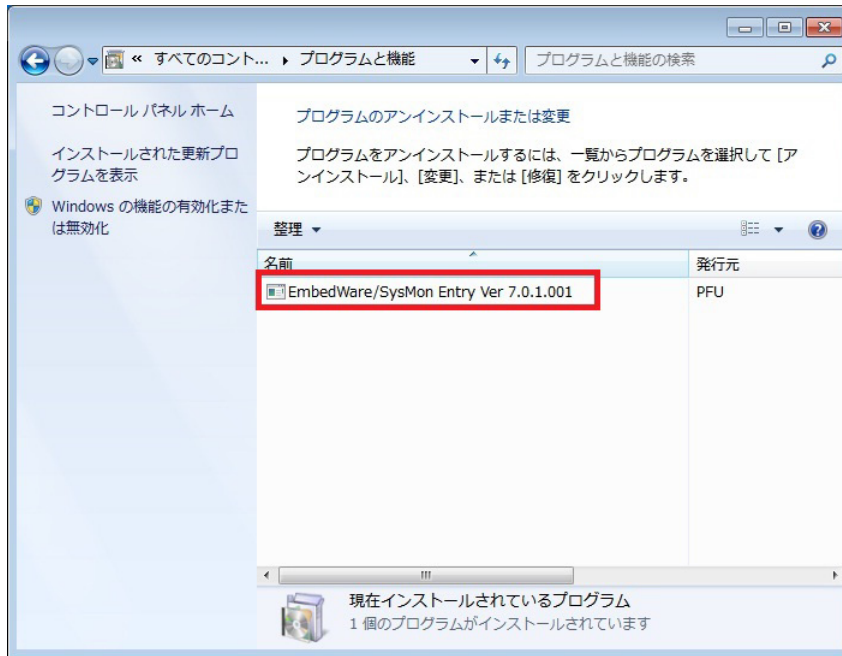 « すべてのコント... ▸ プログラムと機能
プログラムと機能の検索
コントロール パネル ホーム
インストールされた更新プロ
グラムを表示
Windows の機能の有効化また
は無効化
プログラムのアンインストールまたは変更
プログラムをアンインストールするには、一覧からプログラムを選択して [ア
ンインストール]、[変更]、または [修復] をクリックします。
整理
名前
発行元
EmbedWare/SysMon Entry Ver 7.0.1.001
PFU
現在インストールされているプログラム
1 個のプログラムがインストールされています